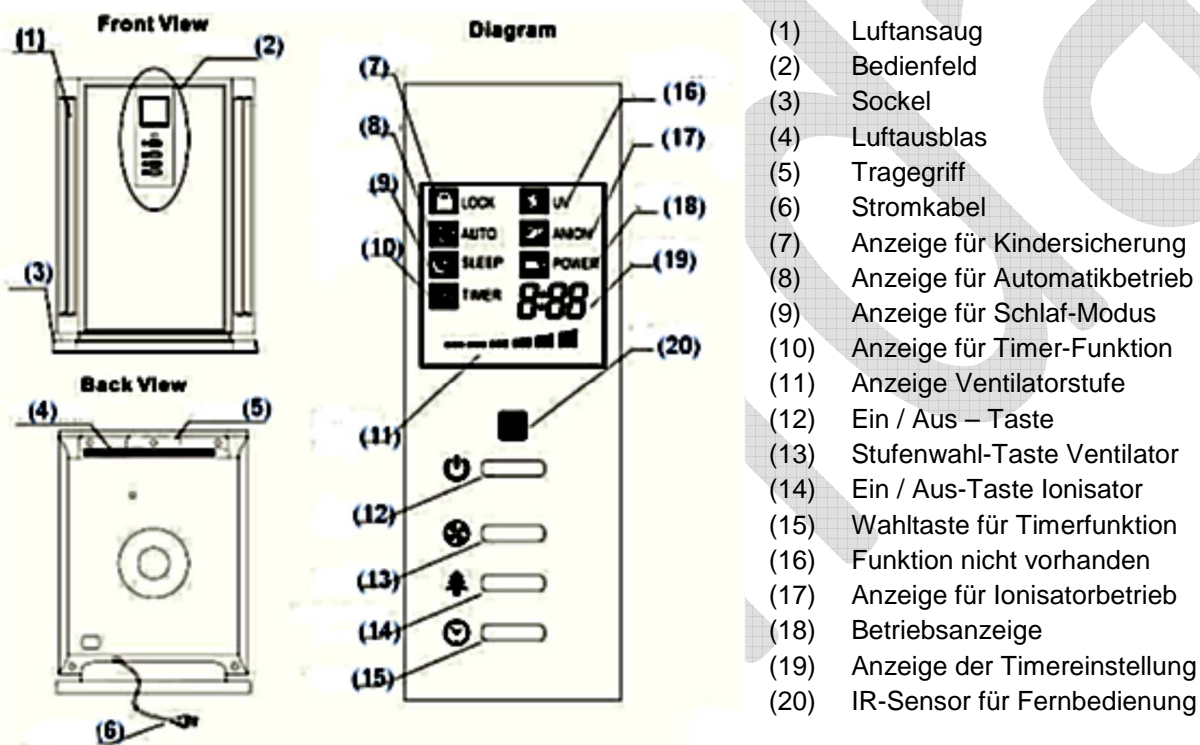 Front View
(1)
(2)
(3)
Back View
(4)
(5)
(6)
Diagram
(7)
(8)
(9)
(10)
(11)
(12)
(13)
(14)
(15)
(16)
(17)
(18)
(19)
(20)
LOCK UV
AUTO ANION
SLEEP POWER
TIMER 8:88
(1) Luftansaug
(2) Bedienfeld
(3) Sockel
(4) Luftausblas
(5) Tragegriff
(6) Stromkabel
(7) Anzeige für Kindersicherung
(8) Anzeige für Automatikbetrieb
(9) Anzeige für Schlaf-Modus
(10) Anzeige für Timer-Funktion
(11) Anzeige Ventilatorstufe
(12) Ein / Aus – Taste
(13) Stufenwahl-Taste Ventilator
(14) Ein / Aus-Taste Ionisator
(15) Wahltaste für Timerfunktion
(16) Funktion nicht vorhanden
(17) Anzeige für Ionisatorbetrieb
(18) Betriebsanzeige
(19) Anzeige der Timereinstellung
(20) IR-Sensor für Fernbedienung